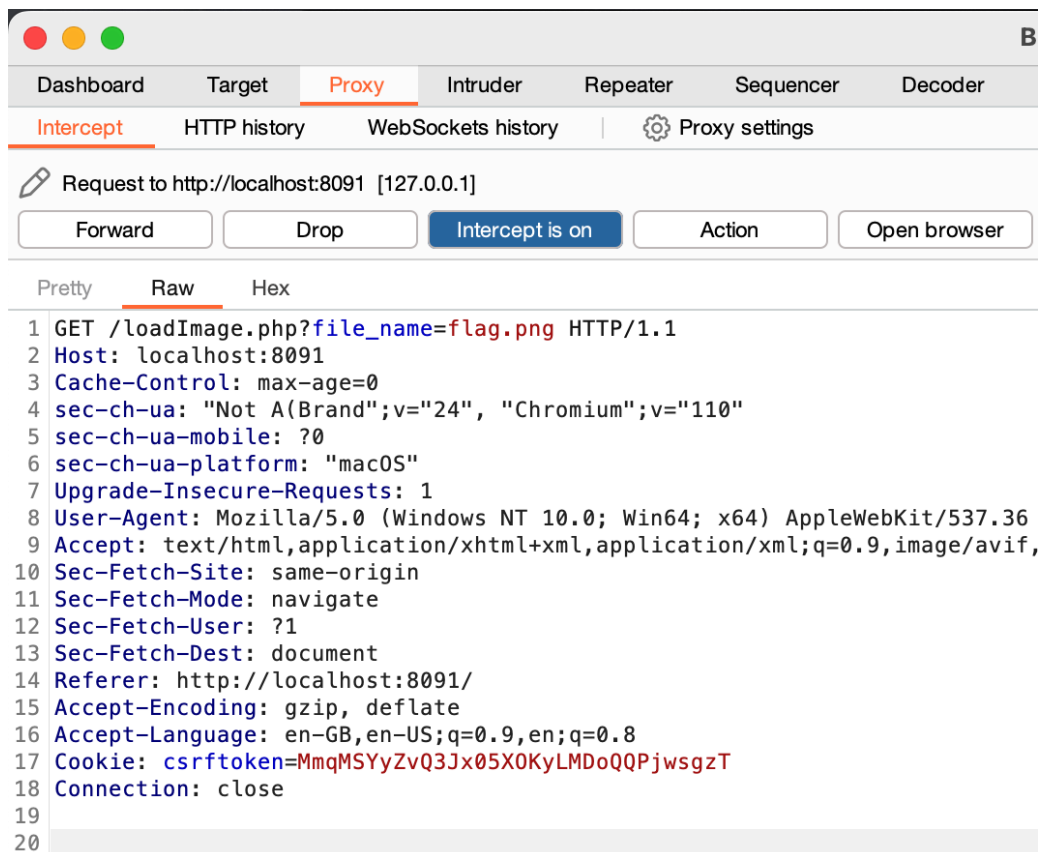 B
Dashboard Target Proxy Intruder Repeater Sequencer Decoder
Intercept HTTP history WebSockets history Proxy settings
Request to http://localhost:8091 [127.0.0.1]
Forward Drop Intercept is on Action Open browser
Pretty Raw Hex
1 GET /loadImage.php?file_name=flag.png HTTP/1.1
2 Host: localhost:8091
3 Cache-Control: max-age=0
4 sec-ch-ua: "Not A(Brand";v="24", "Chromium";v="110"
5 sec-ch-ua-mobile: ?0
6 sec-ch-ua-platform: "macOS"
7 Upgrade-Insecure-Requests: 1
8 User-Agent: Mozilla/5.0 (Windows NT 10.0; Win64; x64) AppleWebKit/537.36
9 Accept: text/html,application/xhtml+xml,application/xml;q=0.9,image/avif,
10 Sec-Fetch-Site: same-origin
11 Sec-Fetch-Mode: navigate
12 Sec-Fetch-User: ?1
13 Sec-Fetch-Dest: document
14 Referer: http://localhost:8091/
15 Accept-Encoding: gzip, deflate
16 Accept-Language: en-GB,en-US;q=0.9,en;q=0.8
17 Cookie: csrftoken=MmqMSYyZvQ3Jx05XOKyLMDoQQPjwsgzT
18 Connection: close
19
20